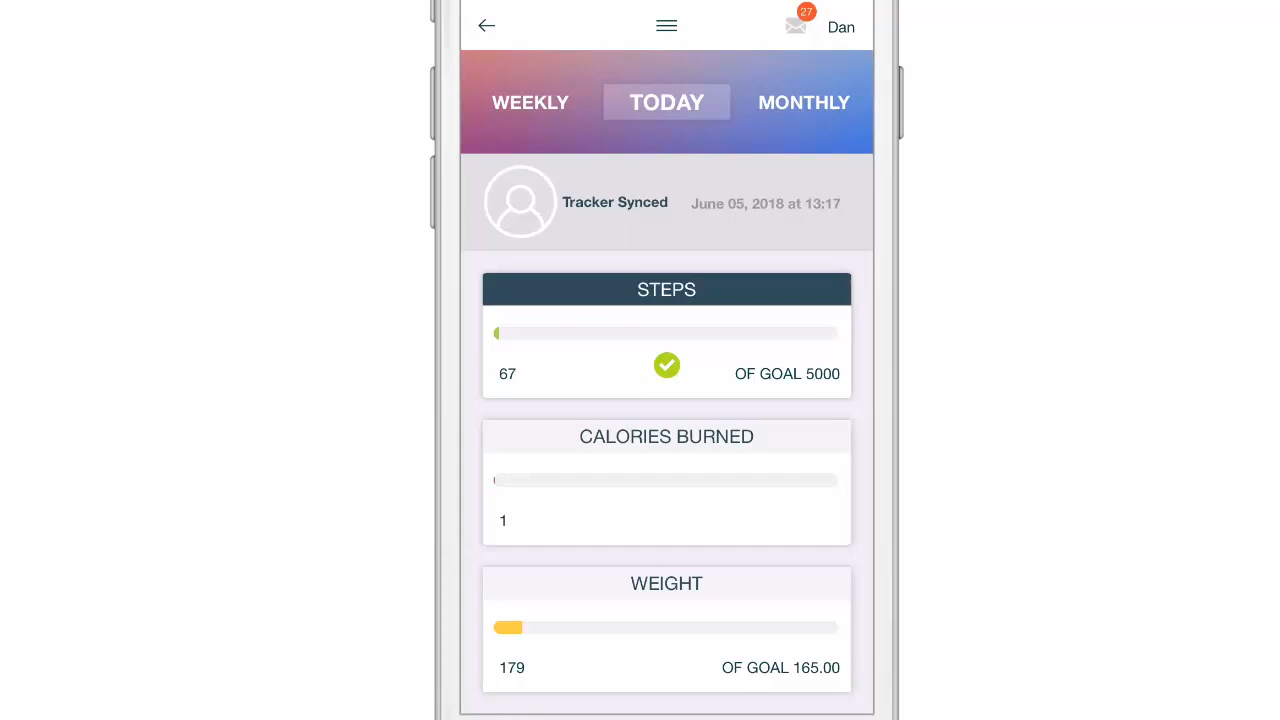 27
Dan
WEEKLY TODAY MONTHLY
Tracker Synced June 05, 2018 at 13:17
STEPS
67 OF GOAL 5000
CALORIES BURNED
1
WEIGHT
179 OF GOAL 165.00